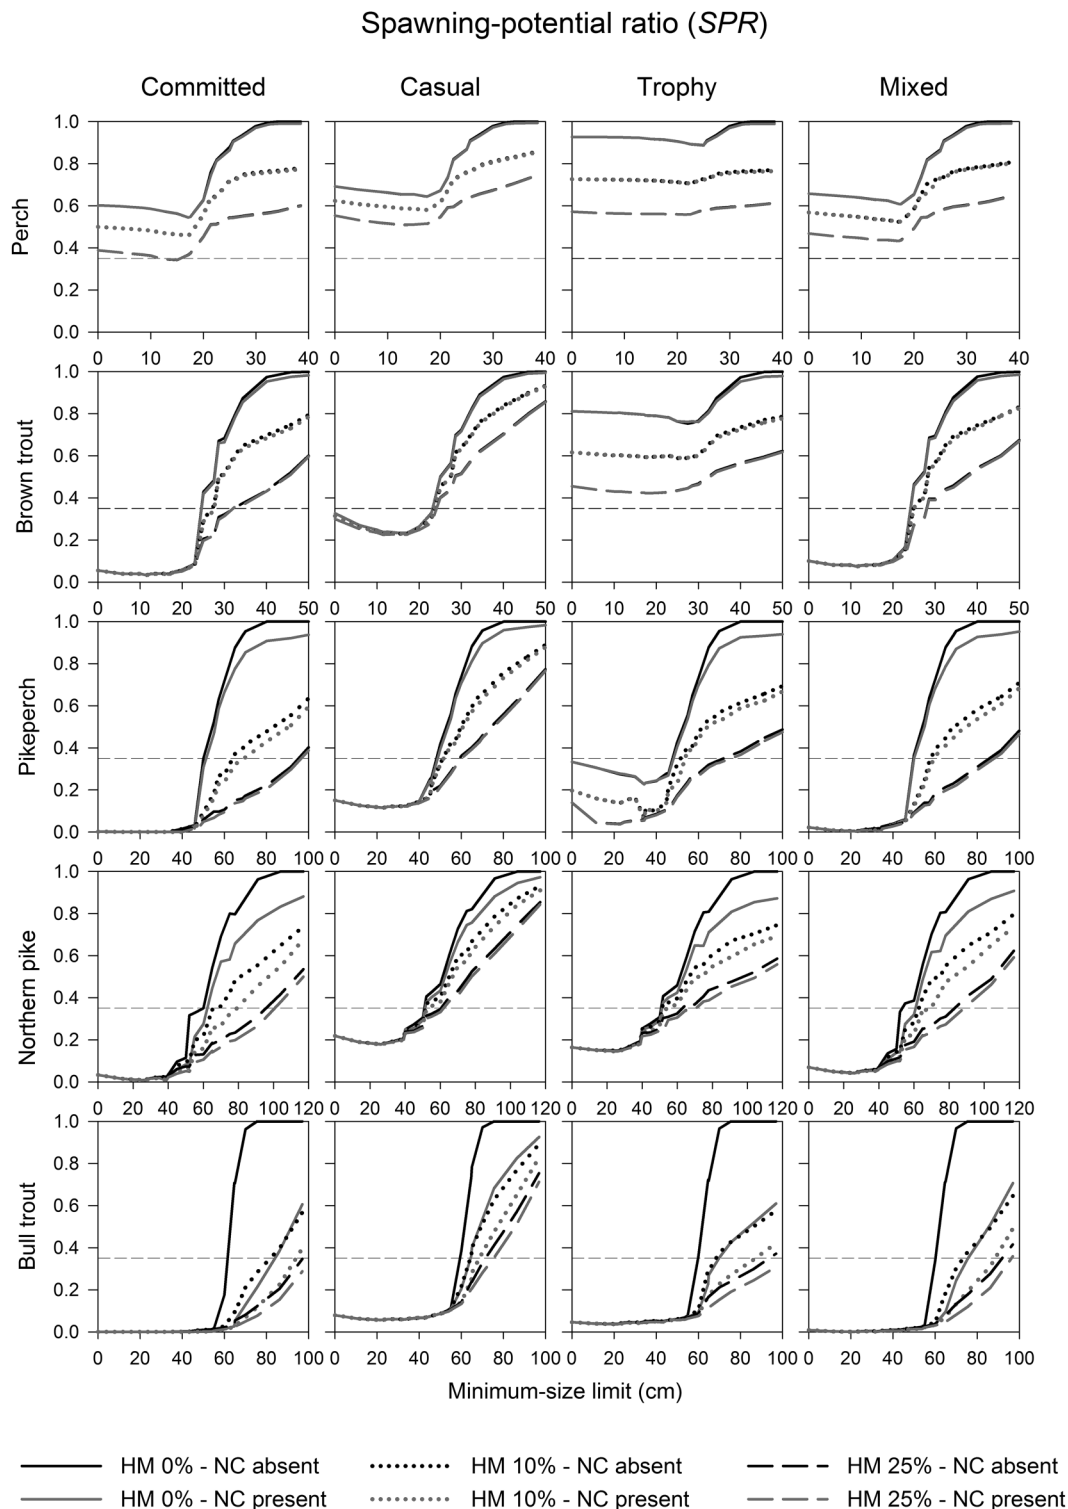 Spawning-potential ratio (SPR)
Committed Casual Trophy Mixed
Perch
1.0
0.8
0.6
0.4
0.2
0.0
0 10 20 30 40 0 10 20 30 40 0 10 20 30 40 0 10 20 30 40
Brown trout
1.0
0.8
0.6
0.4
0.2
0.0
0 10 20 30 40 50 0 10 20 30 40 50 0 10 20 30 40 50 0 10 20 30 40 50
Pikeperch
1.0
0.8
0.6
0.4
0.2
0.0
0 20 40 60 80 100 0 20 40 60 80 100 0 20 40 60 80 100 0 20 40 60 80 100
Northern pike
1.0
0.8
0.6
0.4
0.2
0.0
0 20 40 60 80 100 120 0 20 40 60 80 100 120 0 20 40 60 80 100 120 0 20 40 60 80 100 120
Bull trout
1.0
0.8
0.6
0.4
0.2
0.0
0 20 40 60 80 100 0 20 40 60 80 100 0 20 40 60 80 100 0 20 40 60 80 100
Minimum-size limit (cm)
HM 0% - NC absent HM 10% - NC absent HM 25% - NC absent
HM 0% - NC present HM 10% - NC present HM 25% - NC present